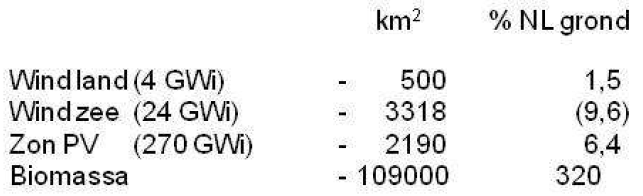 km² % NL grond
Wind land (4 GWi) - 500 1,5
Wind zee (24 GWi) - 3318 (9,6)
Zon PV (270 GWi) - 2190 6,4
Biomassa - 109000 320